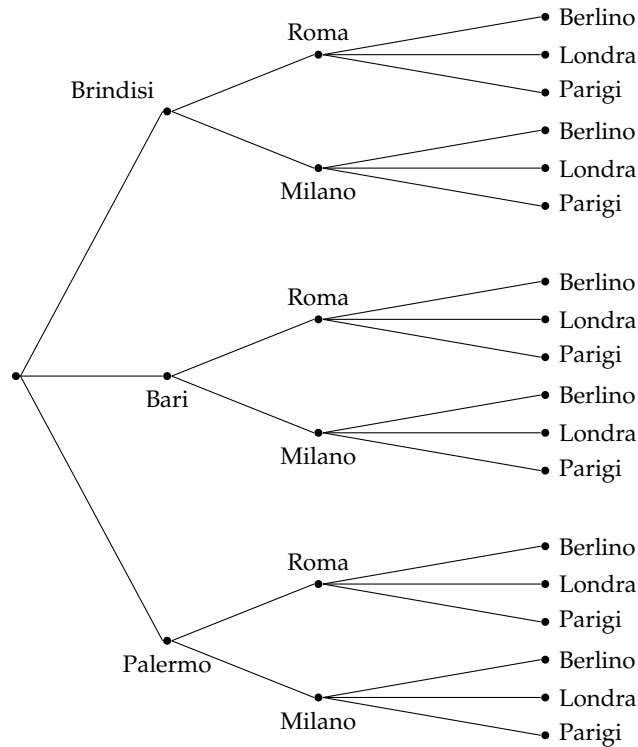 Berlino
Roma
Londra
Brindisi
Parigi
Berlino
Londra
Milano
Parigi
Berlino
Roma
Londra
Parigi
Bari
Berlino
Londra
Milano
Parigi
Berlino
Roma
Londra
Parigi
Palermo
Berlino
Londra
Milano
Parigi